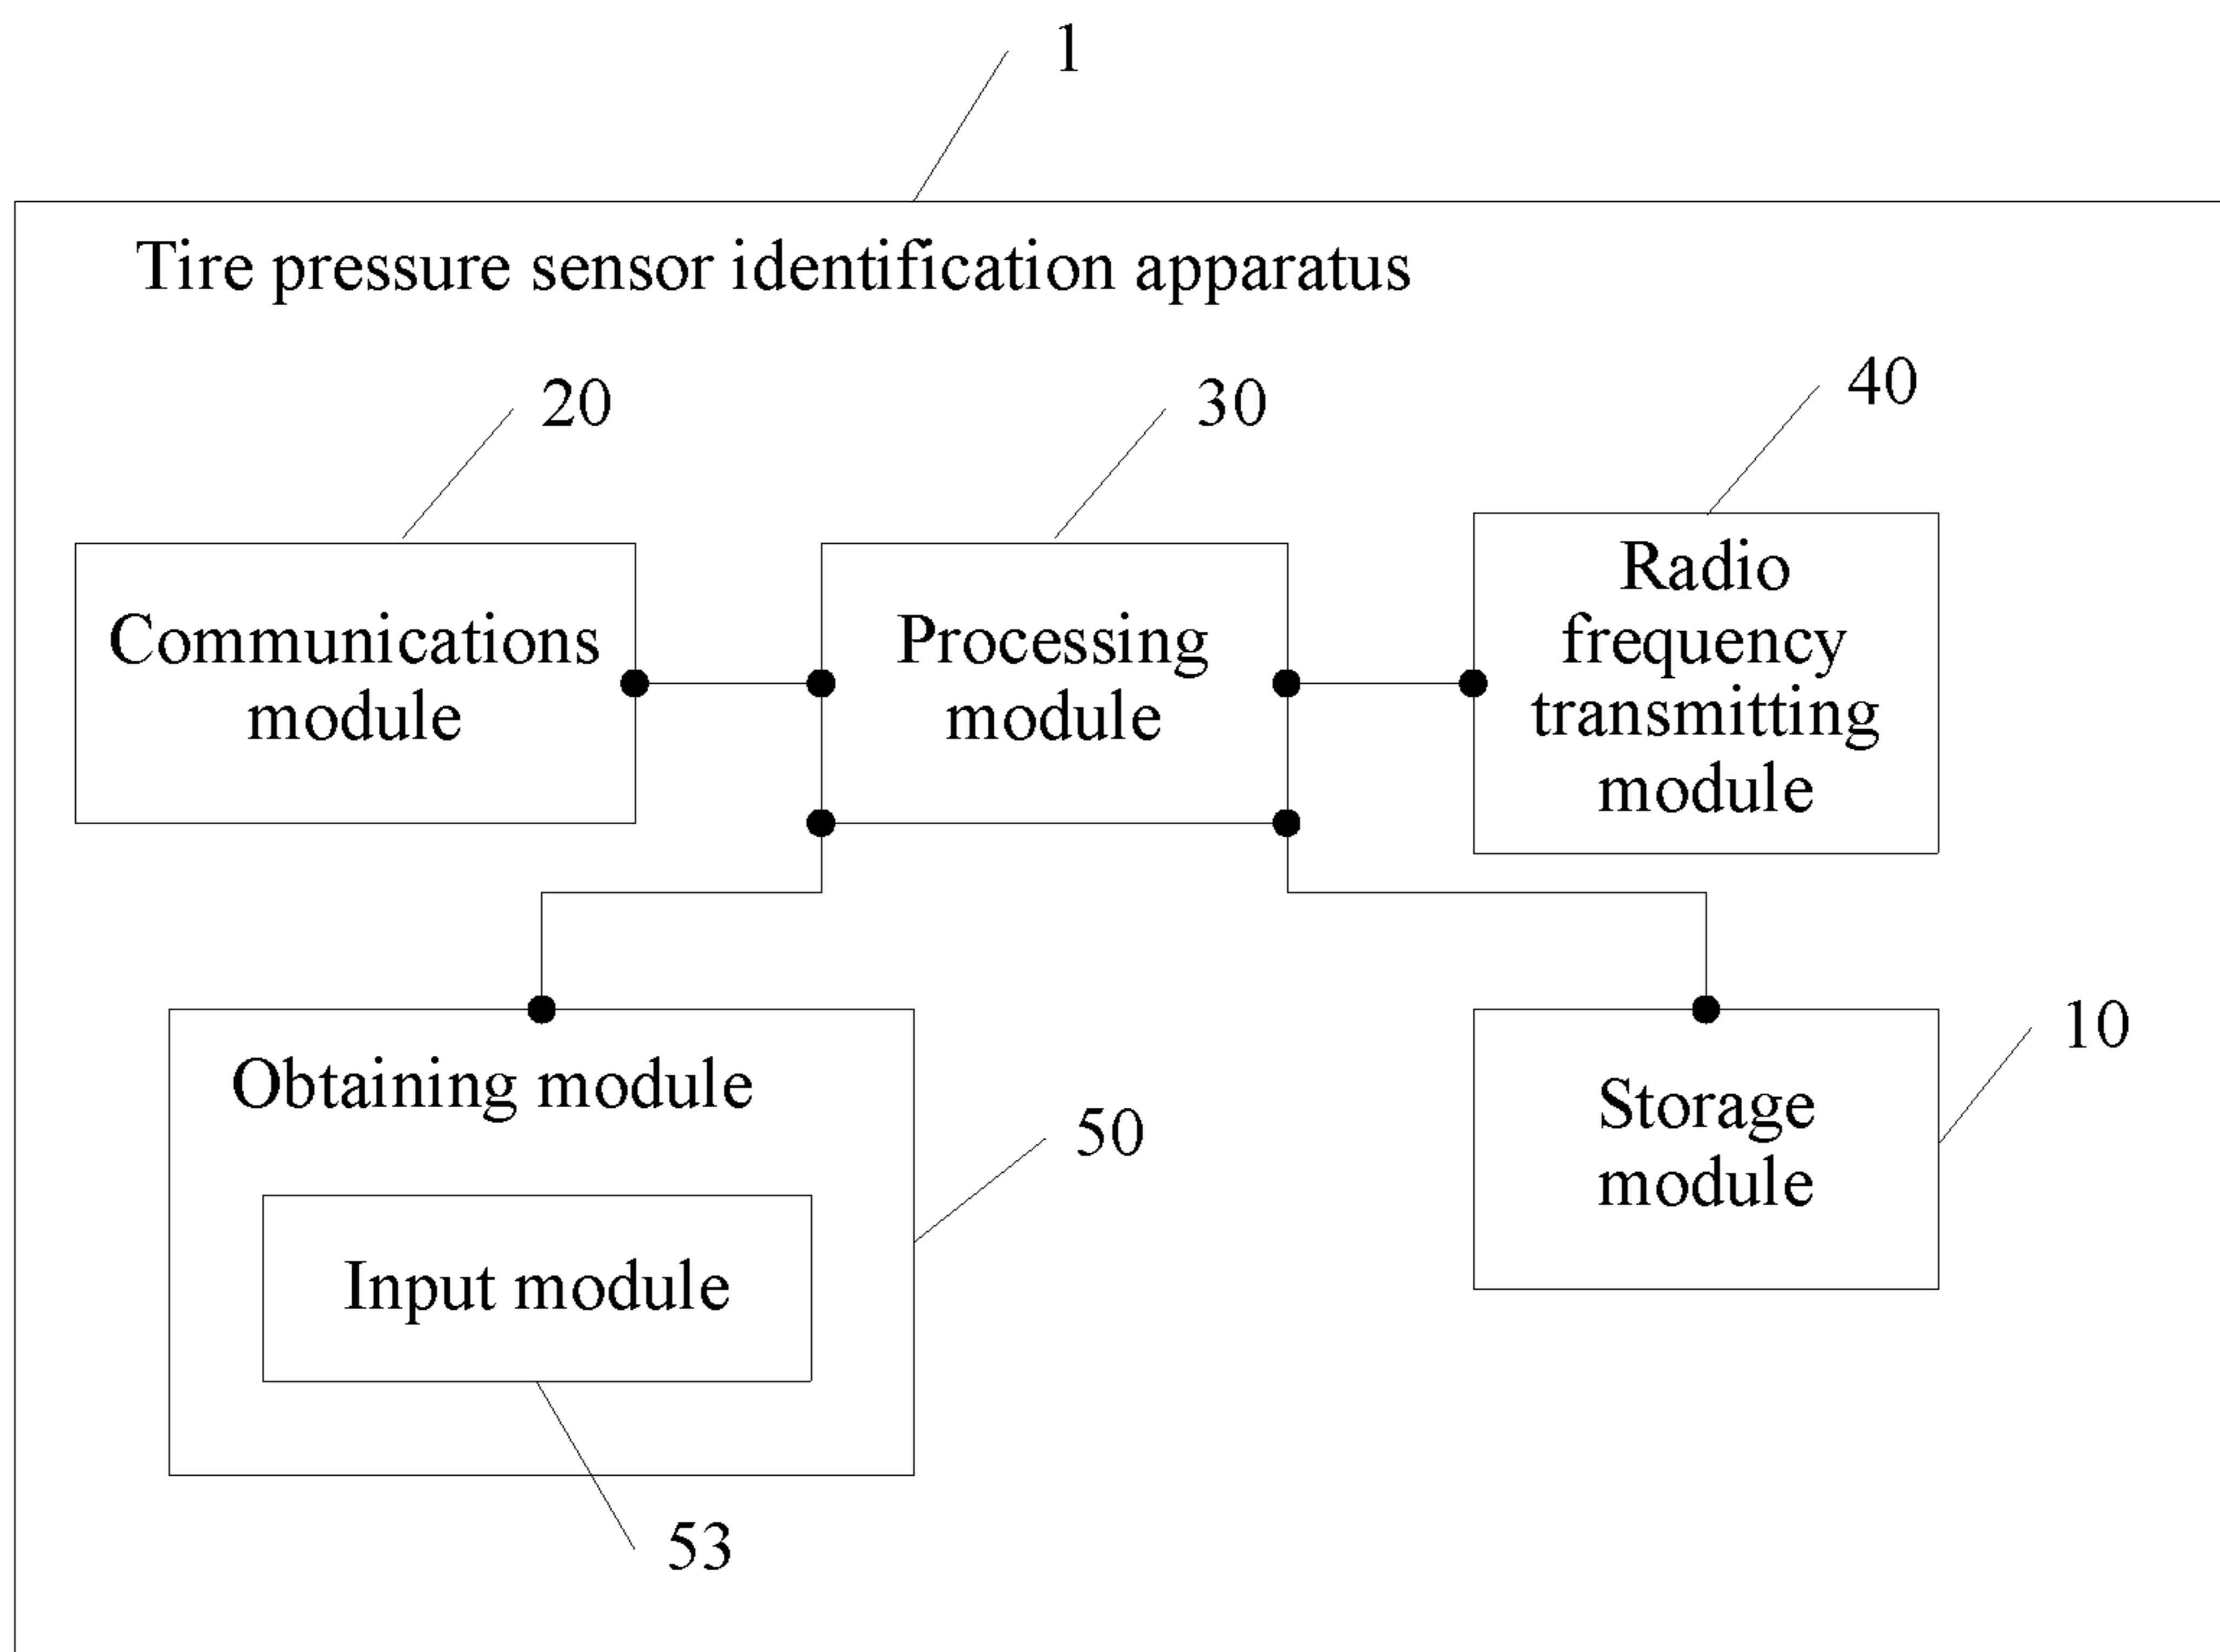 1
Tire pressure sensor identification apparatus
20
30
40
Communications
module
Processing
module
Radio
frequency
transmitting
module
Obtaining module
50
Input module
53
10
Storage
module